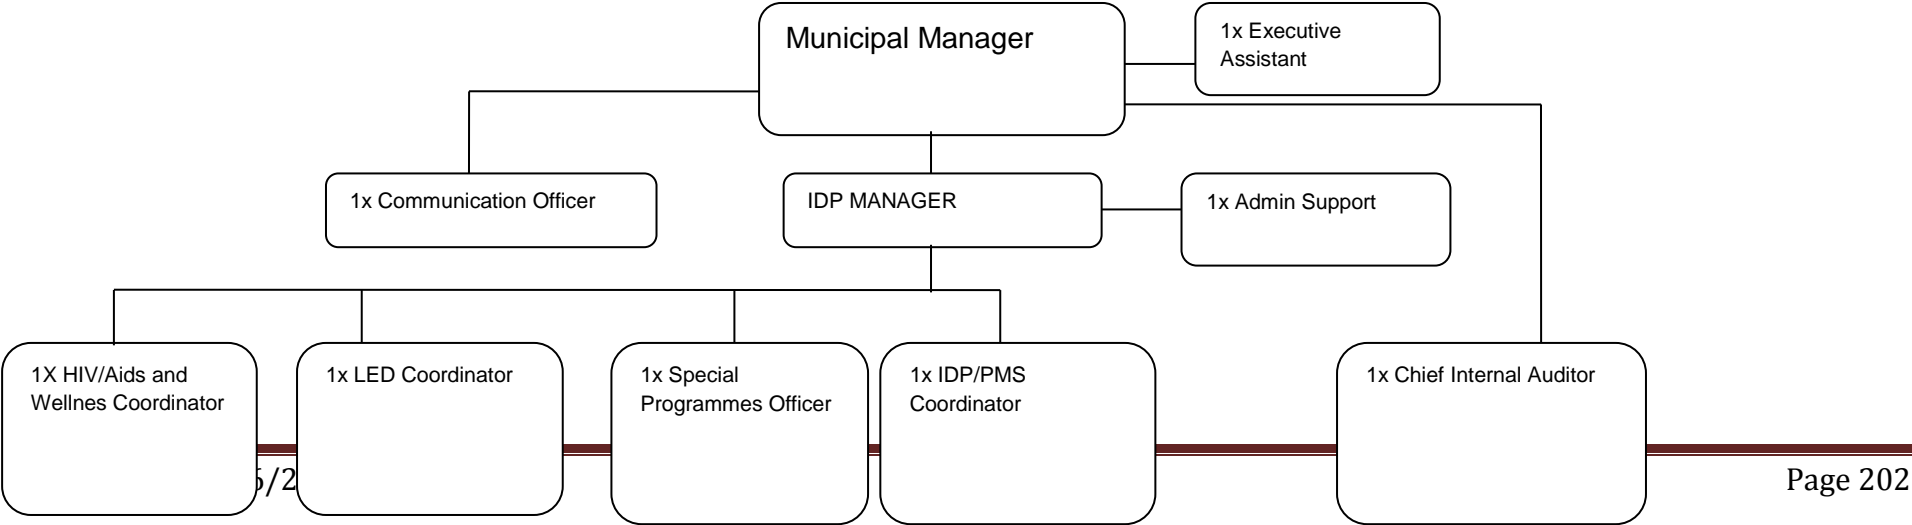 Municipal Manager
1x Executive
Assistant
1x Communication Officer
IDP MANAGER
1x Admin Support
1X HIV/Aids and
Wellnes Coordinator
1x LED Coordinator
1x Special
Programmes Officer
1x IDP/PMS
Coordinator
1x Chief Internal Auditor
/2
Page 202